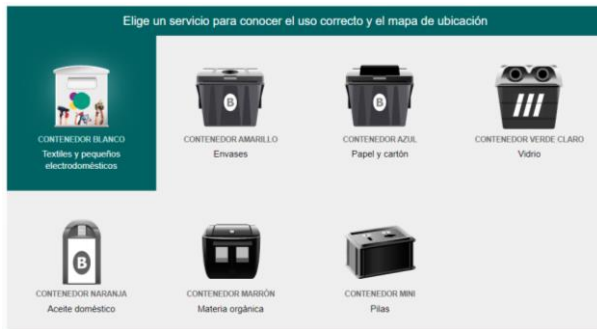 Elige un servicio para conocer el uso correcto y el mapa de ubicación
CONTENEDOR BLANCO
Textiles y pequeños
electrodomésticos
B
CONTENEDOR AMARILLO
Envases
B
CONTENEDOR AZUL
Papel y cartón
CONTENEDOR VERDE CLARO
Vidrio
B
CONTENEDOR NARANJA
Aceite doméstico
CONTENEDOR MARRÓN
Materia orgánica
CONTENEDOR MINI
Pilas